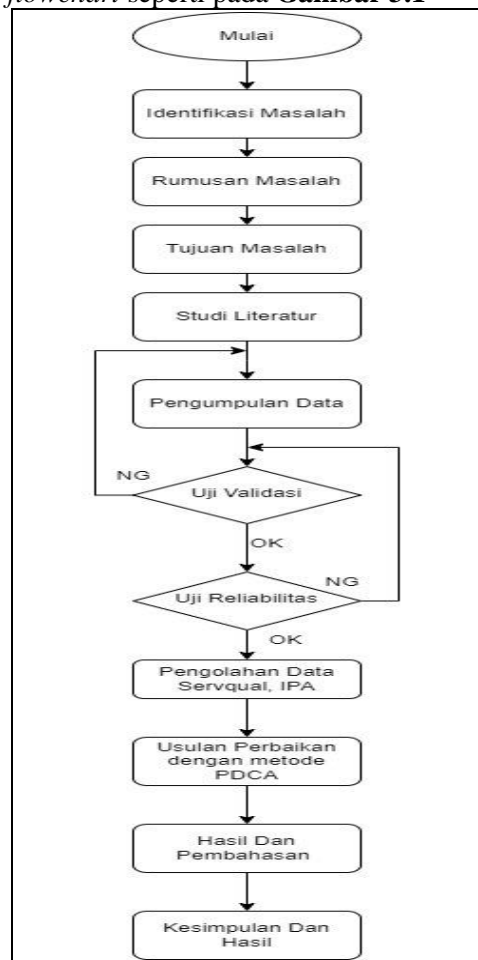 flowchart seperti pada Gambar 3.1
Mulai
Identifikasi Masalah
Rumusan Masalah
Tujuan Masalah
Studi Literatur
Pengumpulan Data
NG
Uji Validasi
OK
NG
Uji Reliabilitas
OK
Pengolahan Data
Servqual, IPA
Usulan Perbaikan
dengan metode
PDCA
Hasil Dan
Pembahasan
Kesimpulan Dan
Hasil